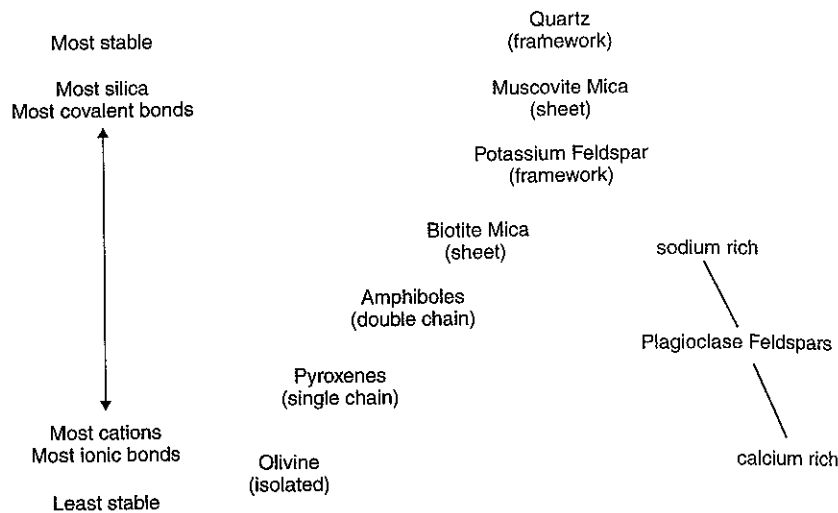 Quartz
(framework)
Most stable
Most silica
Most covalent bonds
Muscovite Mica
(sheet)
Potassium Feldspar
(framework)
Biotite Mica
(sheet)
sodium rich
Amphiboles
(double chain)
Plagioclase Feldspars
Pyroxenes
(single chain)
Most cations
Most ionic bonds
Olivine
(isolated)
calcium rich
Least stable